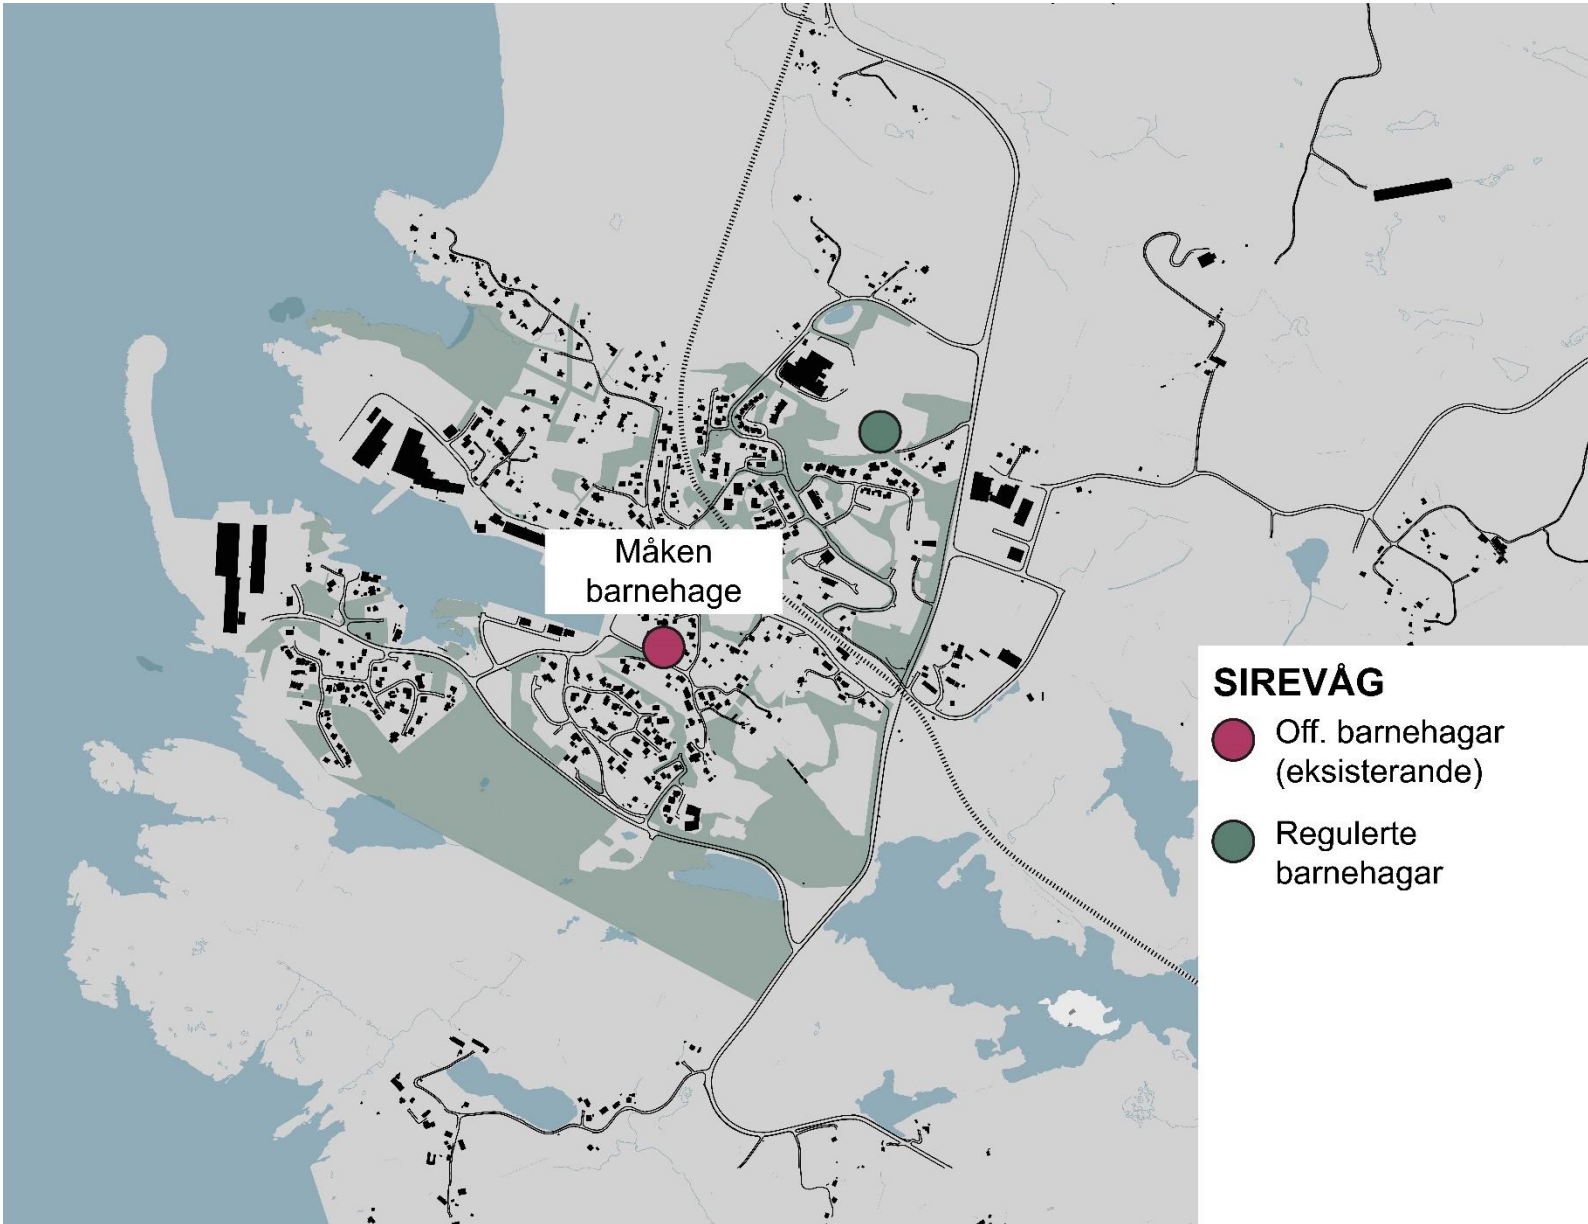 Måken
barnehage
SIREVÅG
Off. barnehagar
(eksisterande)
Regulerte
barnehagar